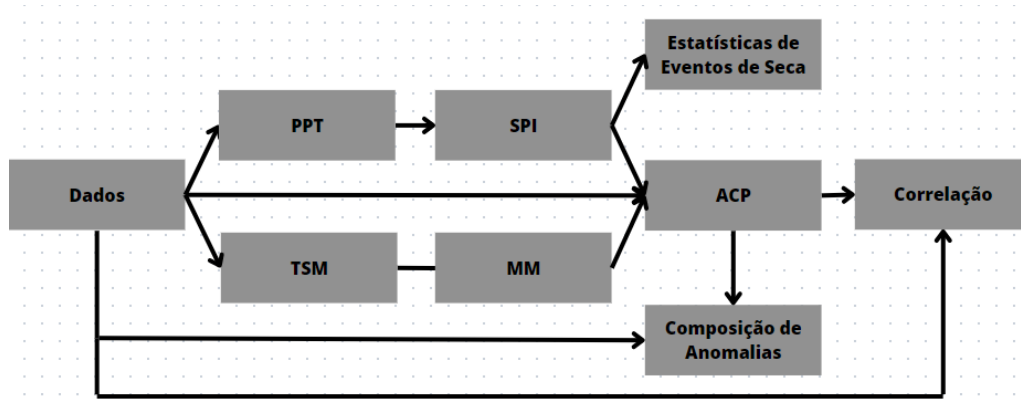 Estatísticas de
Eventos de Seca
PPT
SPI
Dados
ACP
Correlação
TSM
MM
Composição de
Anomalias